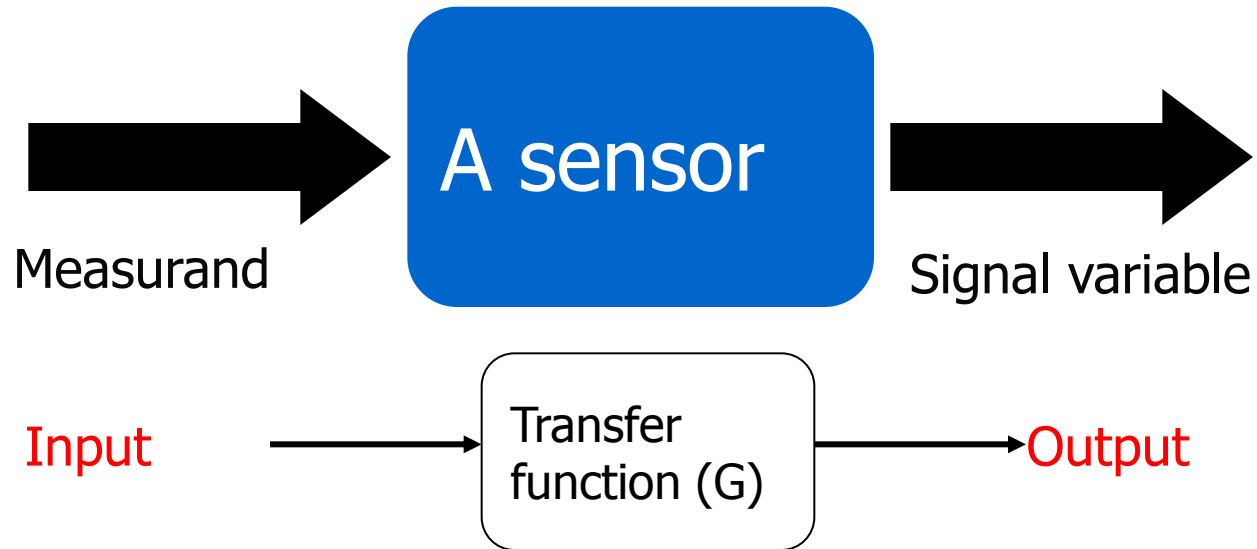 A sensor
Measurand
Signal variable
Input
Transfer
function (G)
Output